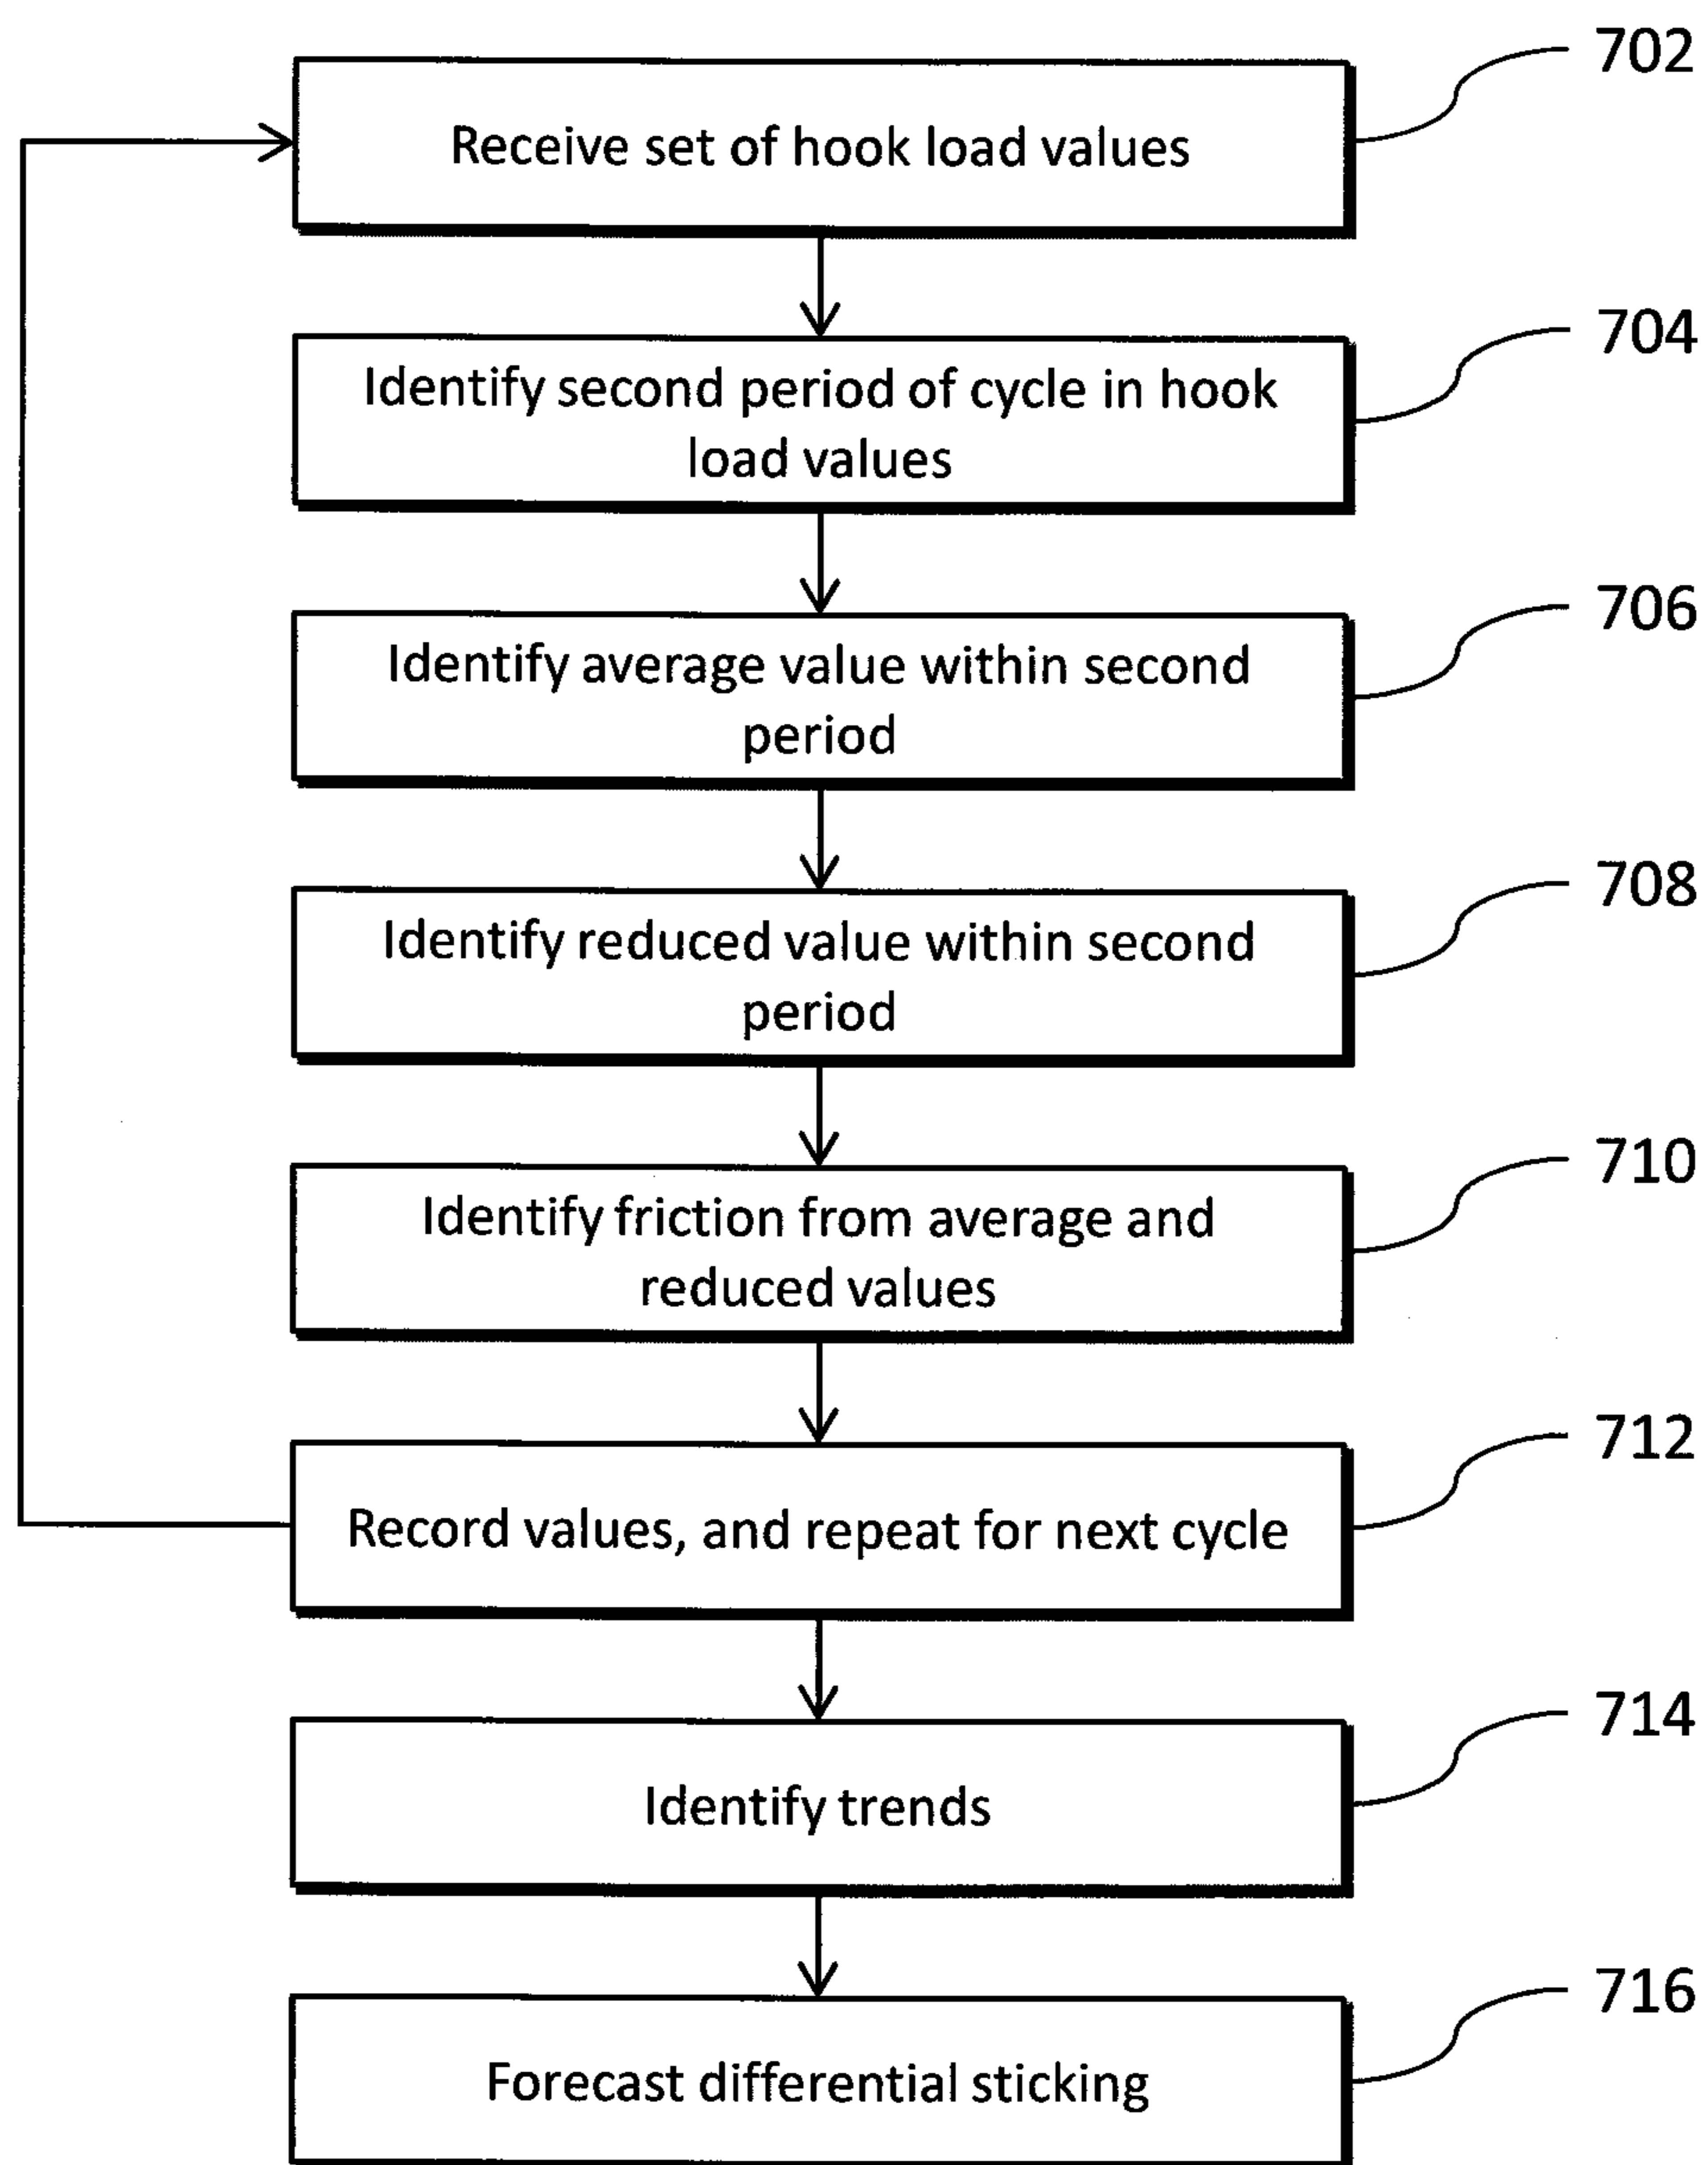 702
Receive set of hook load values
704
Identify second period of cycle in hook
load values
706
Identify average value within second
period
708
Identify reduced value within second
period
710
Identify friction from average and
reduced values
712
Record values, and repeat for next cycle
714
Identify trends
716
Forecast differential sticking